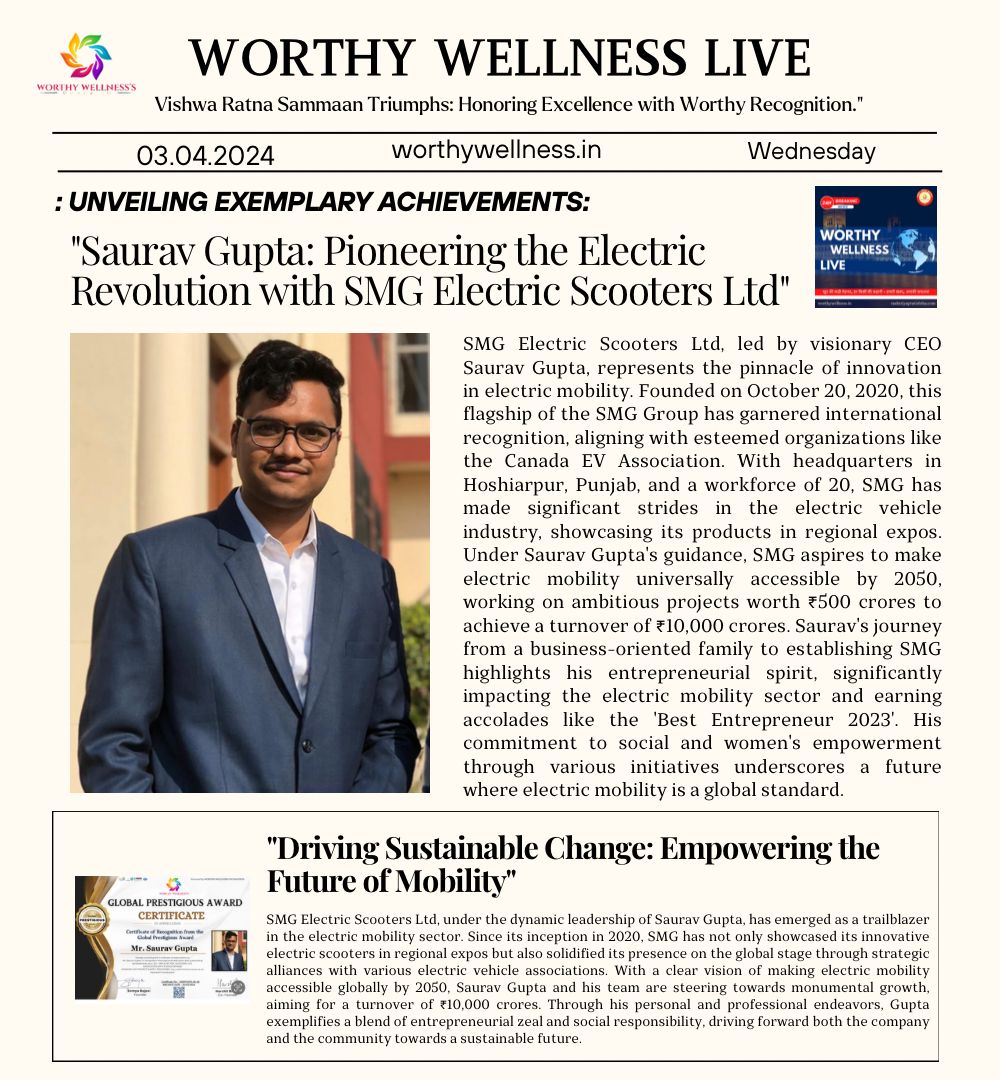 WORTHY WELLNESS'S
WORTHY WELLNESS LIVE
Vishwa Ratna Sammaan Triumphs: Honoring Excellence with Worthy Recognition."
03.04.2024
worthywellness.in
Wednesday
: UNVEILING EXEMPLARY ACHIEVEMENTS:
"Saurav Gupta: Pioneering the Electric
Revolution with SMG Electric Scooters Ltd"
BREAKING
WORTHY
WELLNESS
LIVE
SMG Electric Scooters Ltd, led by visionary CEO
Saurav Gupta, represents the pinnacle of innovation
in electric mobility. Founded on October 20, 2020, this
flagship of the SMG Group has garnered international
recognition, aligning with esteemed organizations like
the Canada EV Association. With headquarters in
Hoshiarpur, Punjab, and a workforce of 20, SMG has
made significant strides in the electric vehicle
industry, showcasing its products in regional expos.
Under Saurav Gupta's guidance, SMG aspires to make
electric mobility universally accessible by 2050,
working on ambitious projects worth ₹500 crores to
achieve a turnover of ₹10,000 crores. Saurav's journey
from a business-oriented family to establishing SMG
highlights his entrepreneurial spirit, significantly
impacting the electric mobility sector and earning
accolades like the 'Best Entrepreneur 2023'. His
commitment to social and women's empowerment
through various initiatives underscores a future
where electric mobility is a global standard.
"Driving Sustainable Change: Empowering the
Future of Mobility"
GLOBAL PRESTIGIOUS AWARD
CERTIFICATE
Certificate of Recognition from the
Global Prestigious Award
Mr. Saurav Gupta
PRESTIGIOUS
SMG Electric Scooters Ltd, under the dynamic leadership of Saurav Gupta, has emerged as a trailblazer
in the electric mobility sector. Since its inception in 2020, SMG has not only showcased its innovative
electric scooters in regional expos but also solidified its presence on the global stage through strategic
alliances with various electric vehicle associations. With a clear vision of making electric mobility
accessible globally by 2050, Saurav Gupta and his team are steering towards monumental growth,
aiming for a turnover of ₹10,000 crores. Through his personal and professional endeavors, Gupta
exemplifies a blend of entrepreneurial zeal and social responsibility, driving forward both the company
and the community towards a sustainable future.